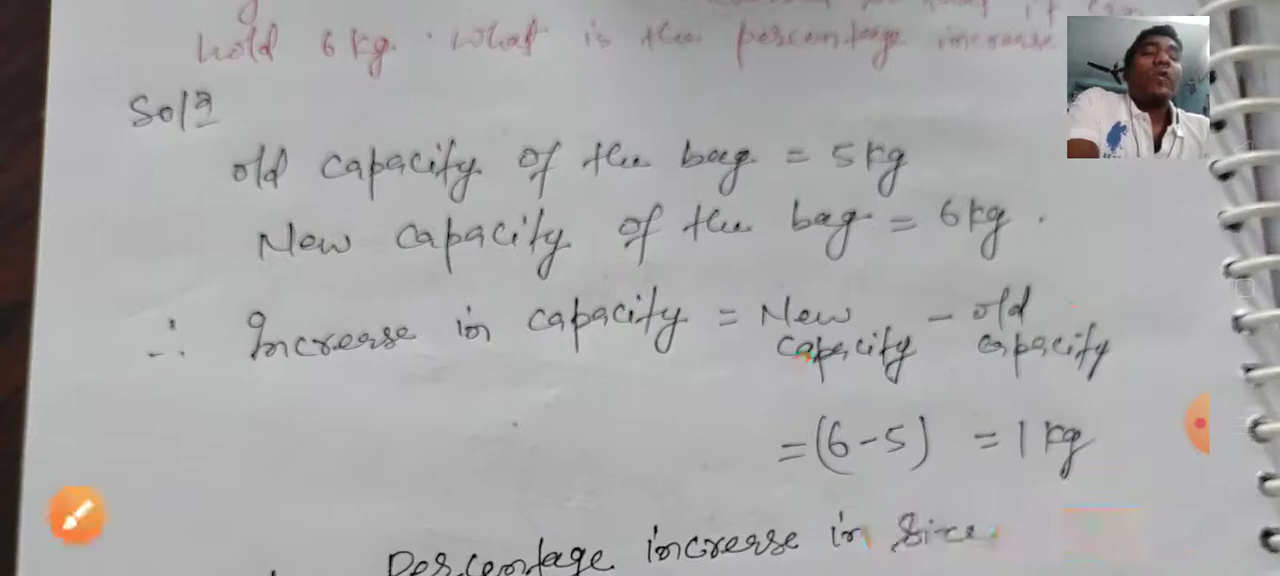 hold 6 kg. What is the percentage increase
Sol?
old capacity of the bag = 5 kg
New capacity of the bag = 6 kg.
∴ Increase in capacity = New capacity - old capacity
= (6-5) = 1 kg
Percentage increase in size